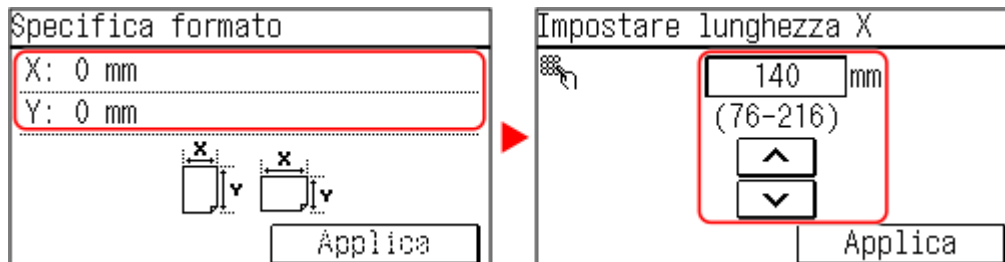 Specifica formato
X: 0 mm
Y: 0 mm
X
Y
X
Y
Applica
Impostare lunghezza X
140 mm
(76-216)
Applica